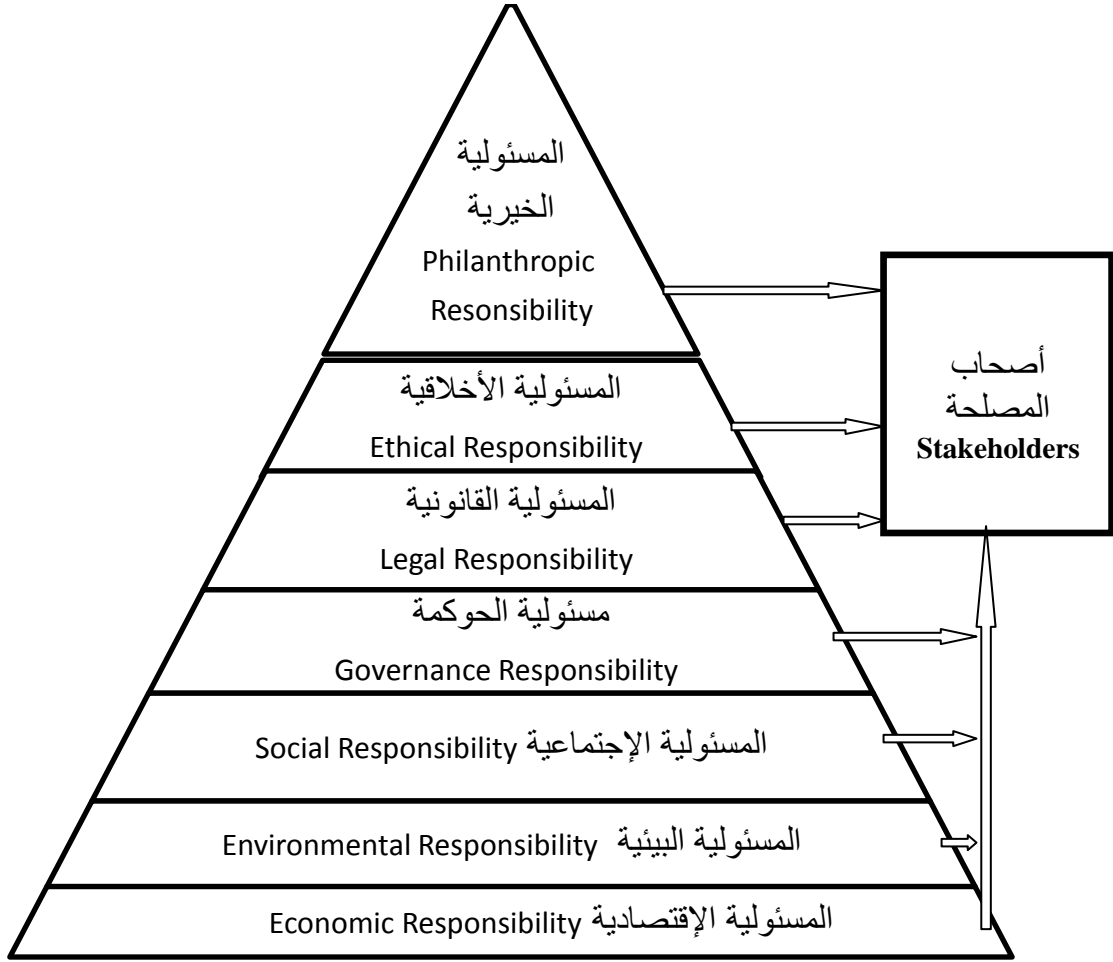 المسئولية
الخيرية
Philanthropic
Resonsibility
المسئولية الأخلاقية
Ethical Responsibility
المسئولية القانونية
Legal Responsibility
مسئولية الحوكمة
Governance Responsibility
Social Responsibility المسئولية الإجتماعية
Environmental Responsibility المسئولية البيئية
Economic Responsibility المسئولية الإقتصادية
أصحاب
المصلحة
Stakeholders